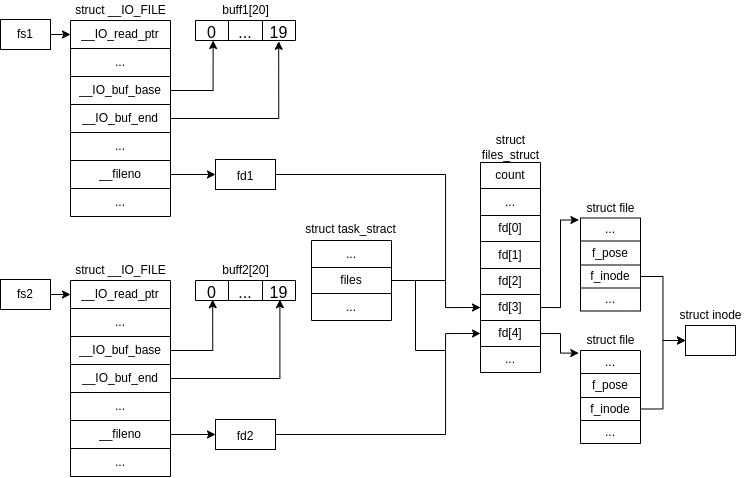 struct __IO_FILE
fs1
__IO_read_ptr
...
__IO_buf_base
__IO_buf_end
...
__fileno
...
buff1[20]
0 ... 19
fd1
struct __IO_FILE
fs2
__IO_read_ptr
...
__IO_buf_base
__IO_buf_end
...
__fileno
...
buff2[20]
0 ... 19
fd2
struct task_stract
...
files
...
struct
files_struct
count
...
fd[0]
fd[1]
fd[2]
fd[3]
fd[4]
...
struct file
...
f_pose
f_inode
...
struct file
...
f_pose
f_inode
...
struct inode